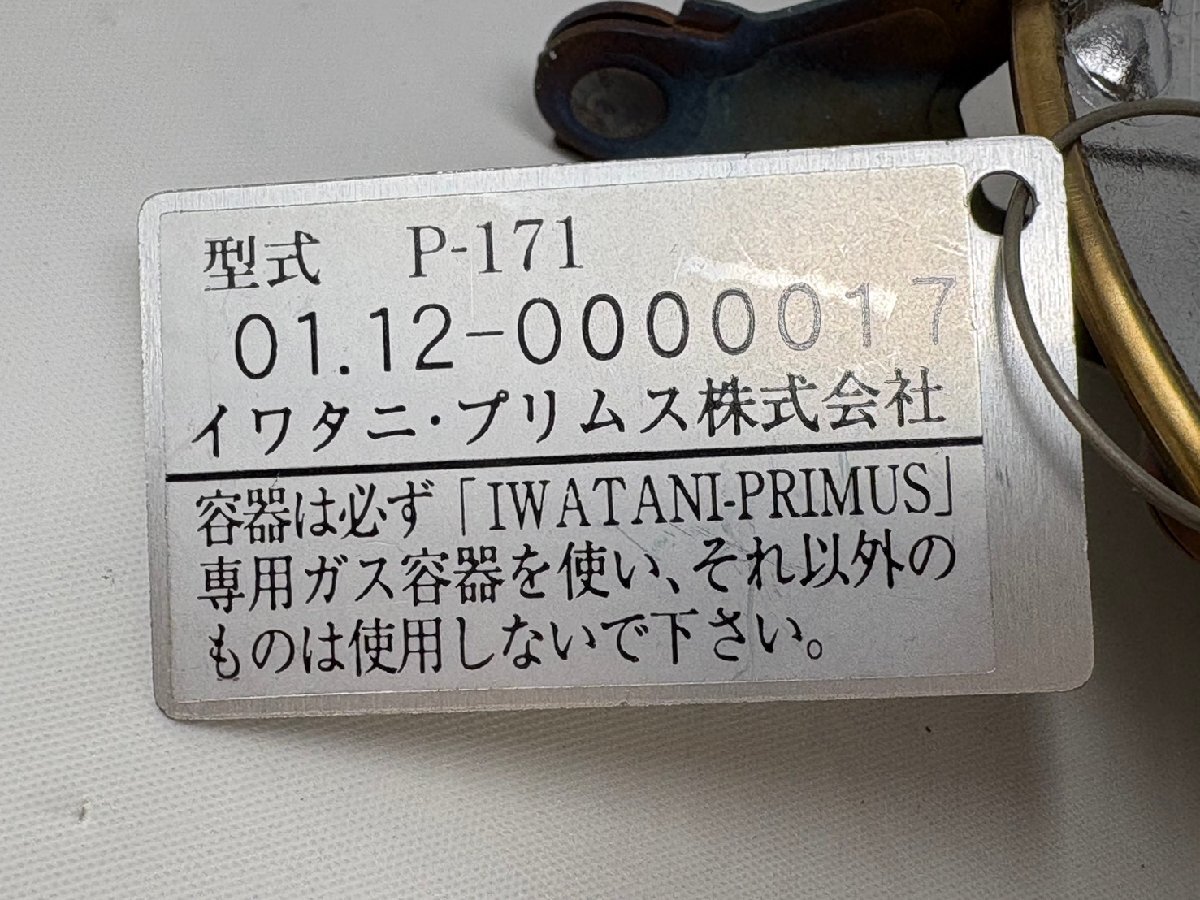 型式 P-171
01.12-0000017
イワタニ・プリムス株式会社
容器は必ず「IWATANI-PRIMUS」
専用ガス容器を使い、それ以外の
ものは使用しないで下さい。